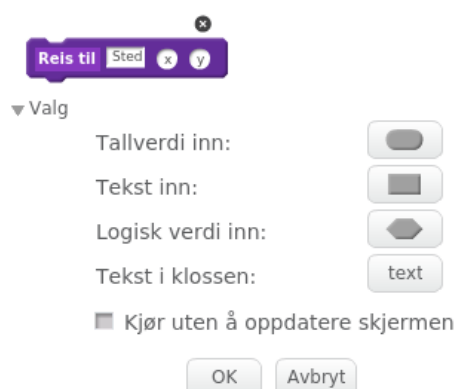 Reis til Sted x y
Valg
Tallverdi inn:
Tekst inn:
Logisk verdi inn:
Tekst i klossen: text
Kjør uten å oppdatere skjermen
OK Avbryt